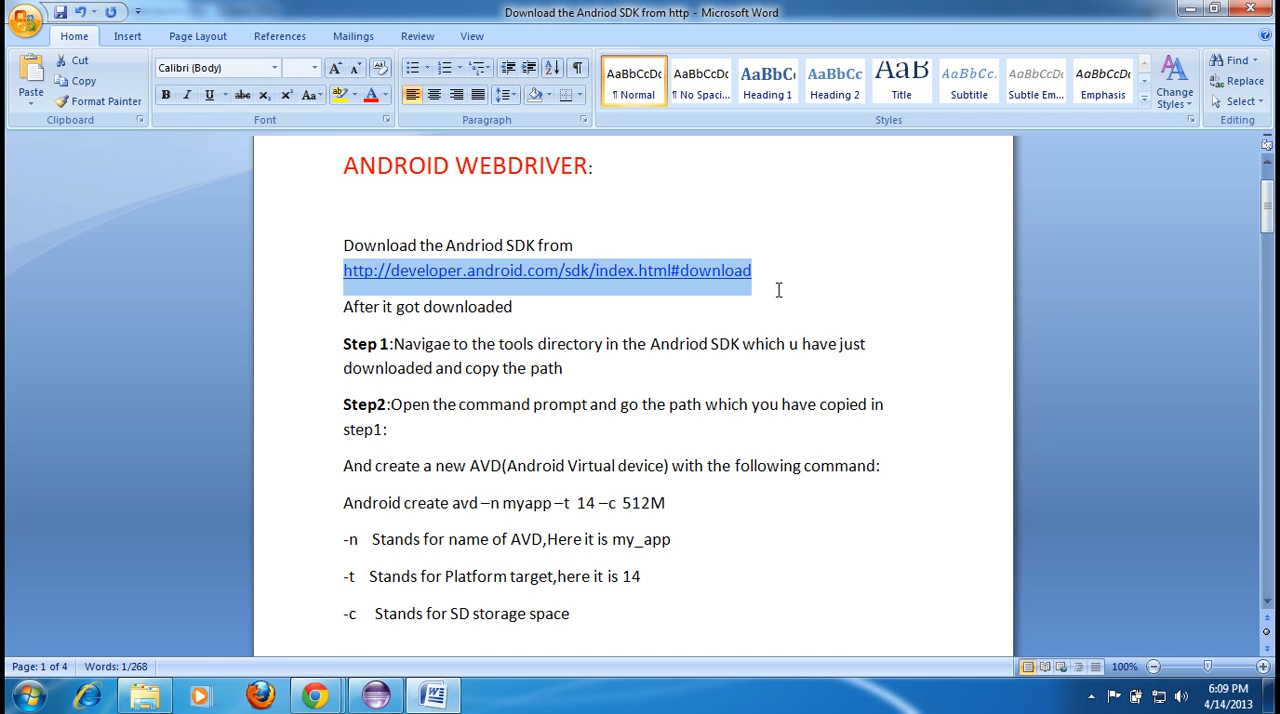 Download the Andriod SDK from http - Microsoft Word
Home Insert Page Layout References Mailings Review View
Paste
Cut
Copy
Format Painter
Clipboard
Calibri (Body)
B I U abc x₂ x² Aa
Font
Paragraph
AaBbCcDc AaBbCcDc AaBbCc AaBbCc AaB AaBbCc. AaBbCcDc AaBbCcDc
¶ Normal ¶ No Spaci... Heading 1 Heading 2 Title Subtitle Subtle Em... Emphasis
Change
Styles
Styles
Find
Replace
Select
Editing
ANDROID WEBDRIVER:
Download the Andriod SDK from
http://developer.android.com/sdk/index.html#download
After it got downloaded
Step 1:Navigae to the tools directory in the Andriod SDK which u have just
downloaded and copy the path
Step2:Open the command prompt and go the path which you have copied in
step1:
And create a new AVD(Android Virtual device) with the following command:
Android create avd –n myapp –t 14 –c 512M
-n Stands for name of AVD,Here it is my_app
-t Stands for Platform target,here it is 14
-c Stands for SD storage space
Page: 1 of 4 Words: 1/268 100%
6:09 PM
4/14/2013